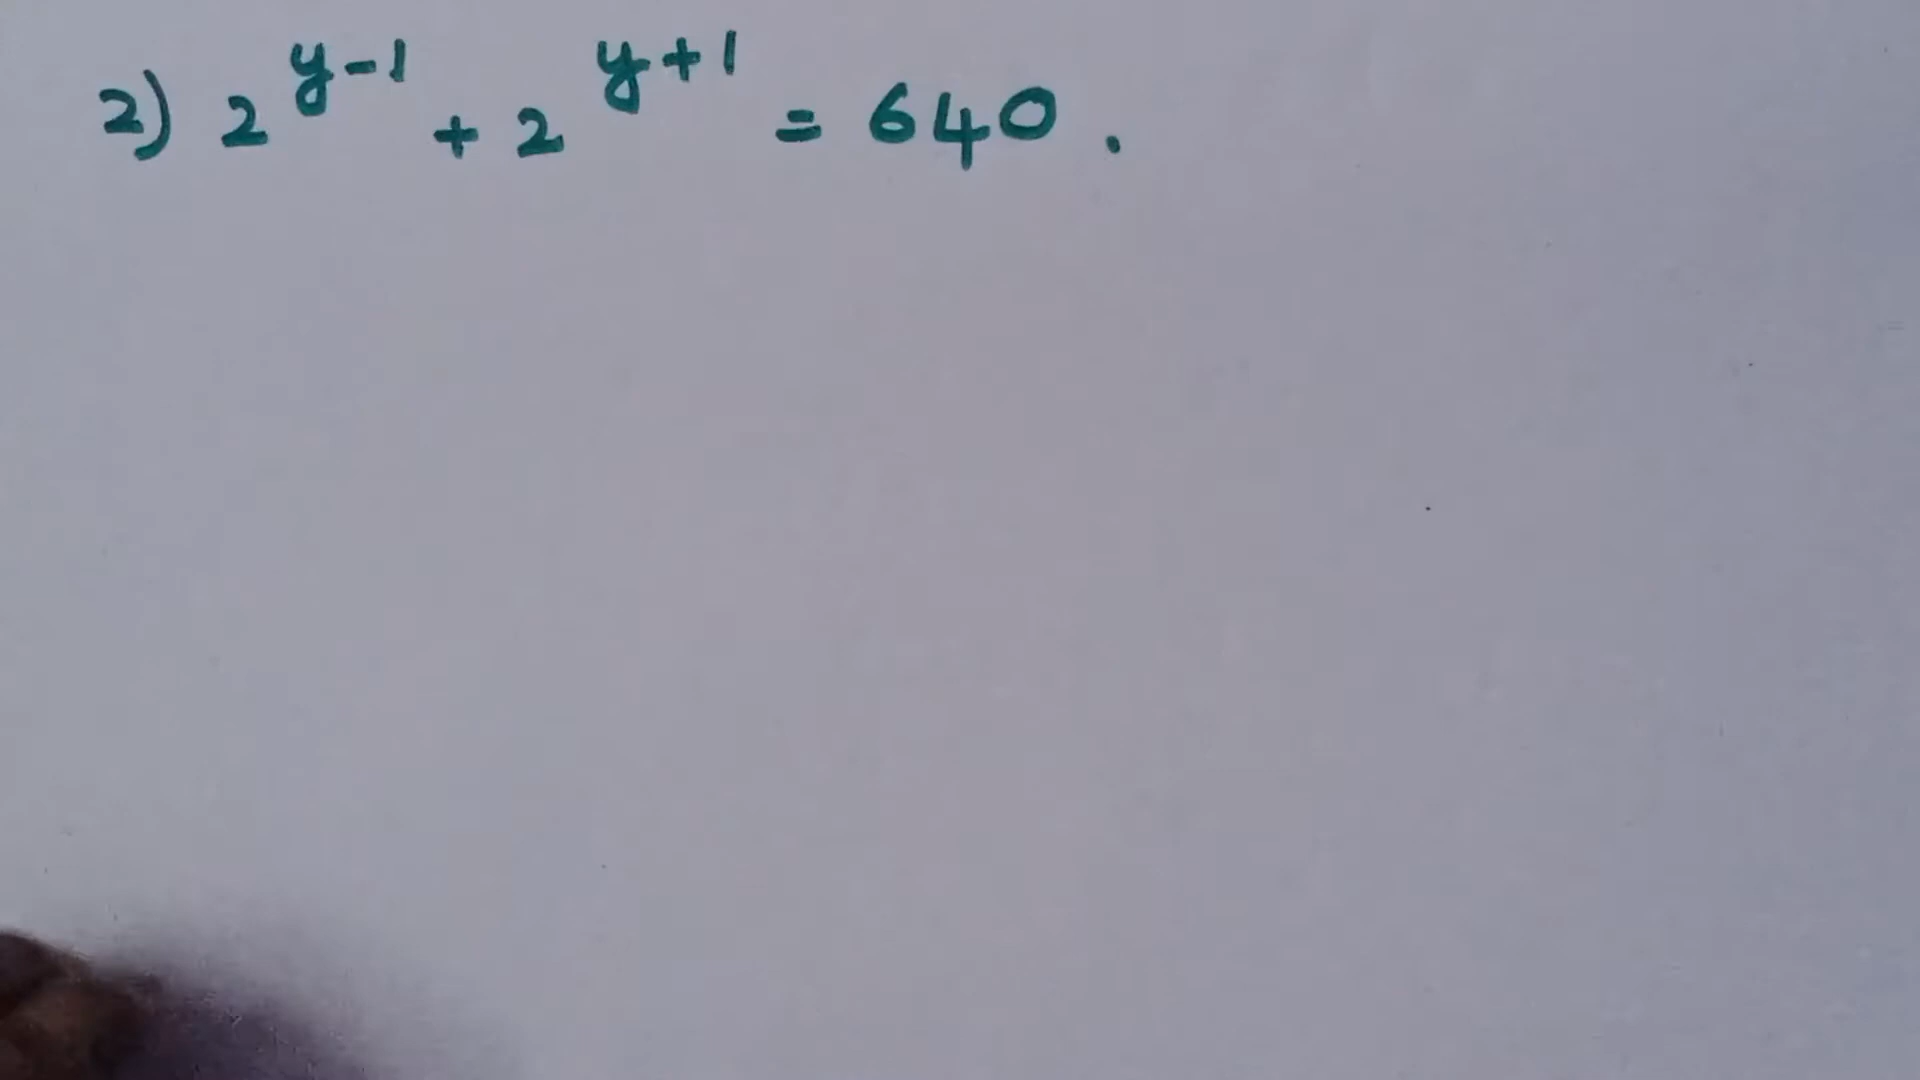 2) 2^{y-1} + 2^{y+1} = 640.